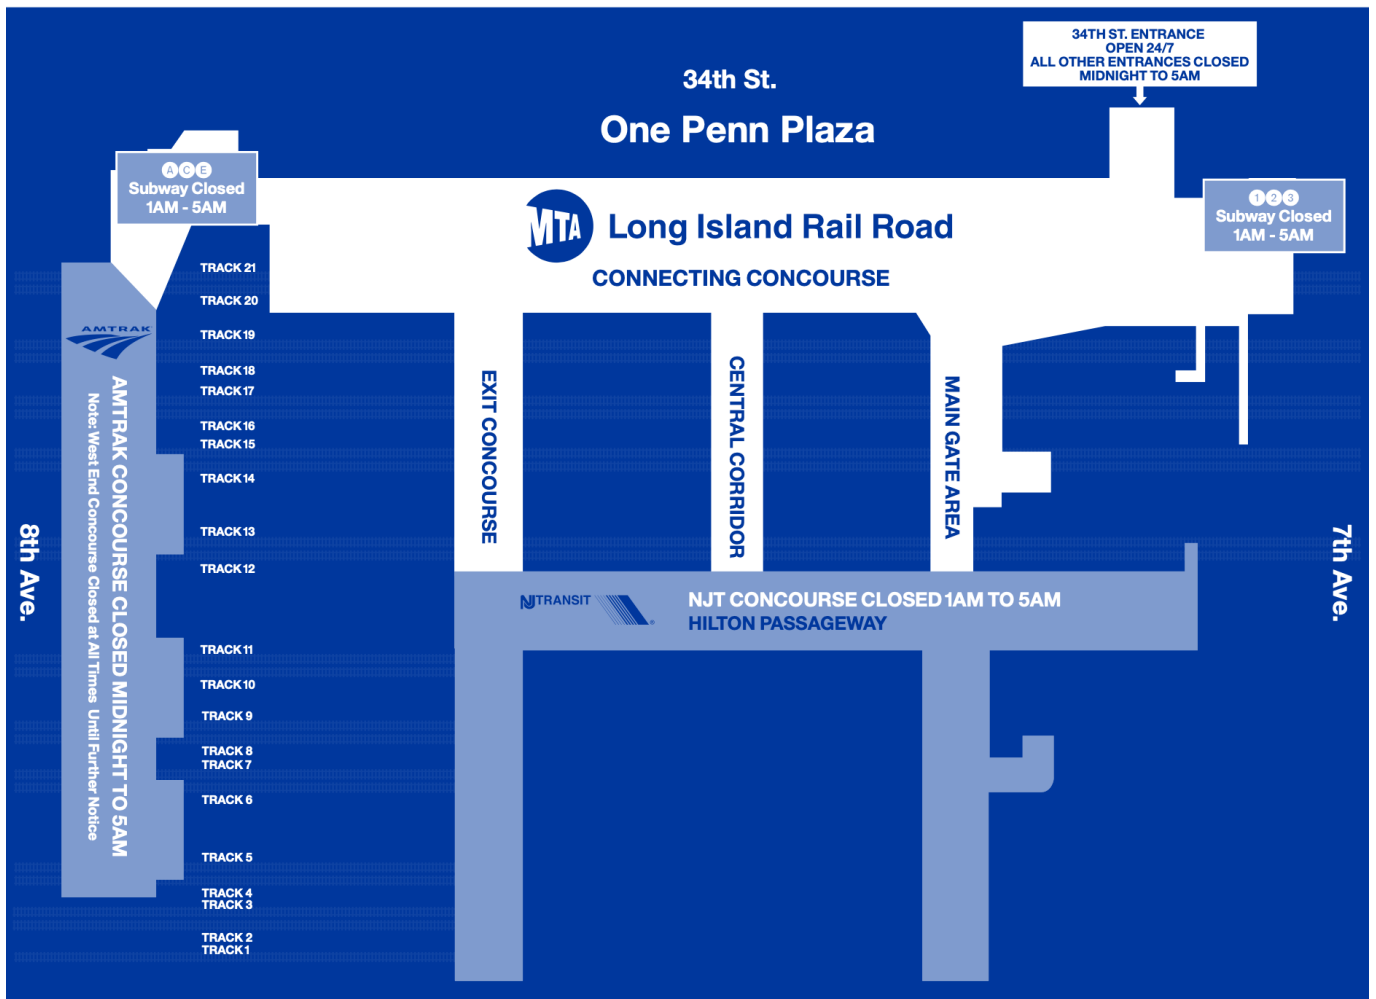 34TH ST. ENTRANCE
OPEN 24/7
ALL OTHER ENTRANCES CLOSED
MIDNIGHT TO 5AM
34th St.
One Penn Plaza
A C E
Subway Closed
1AM - 5AM
1 2 3
Subway Closed
1AM - 5AM
MTA Long Island Rail Road
CONNECTING CONCOURSE
TRACK 21
TRACK 20
TRACK 19
TRACK 18
TRACK 17
TRACK 16
TRACK 15
TRACK 14
TRACK 13
TRACK 12
TRACK 11
TRACK 10
TRACK 9
TRACK 8
TRACK 7
TRACK 6
TRACK 5
TRACK 4
TRACK 3
TRACK 2
TRACK 1
AMTRAK
AMTRAK CONCOURSE CLOSED MIDNIGHT TO 5AM
Note: West End Concourse Closed at All Times Until Further Notice
8th Ave.
EXIT CONCOURSE
CENTRAL CORRIDOR
MAIN GATE AREA
7th Ave.
NJ TRANSIT
NJT CONCOURSE CLOSED 1AM TO 5AM
HILTON PASSAGEWAY